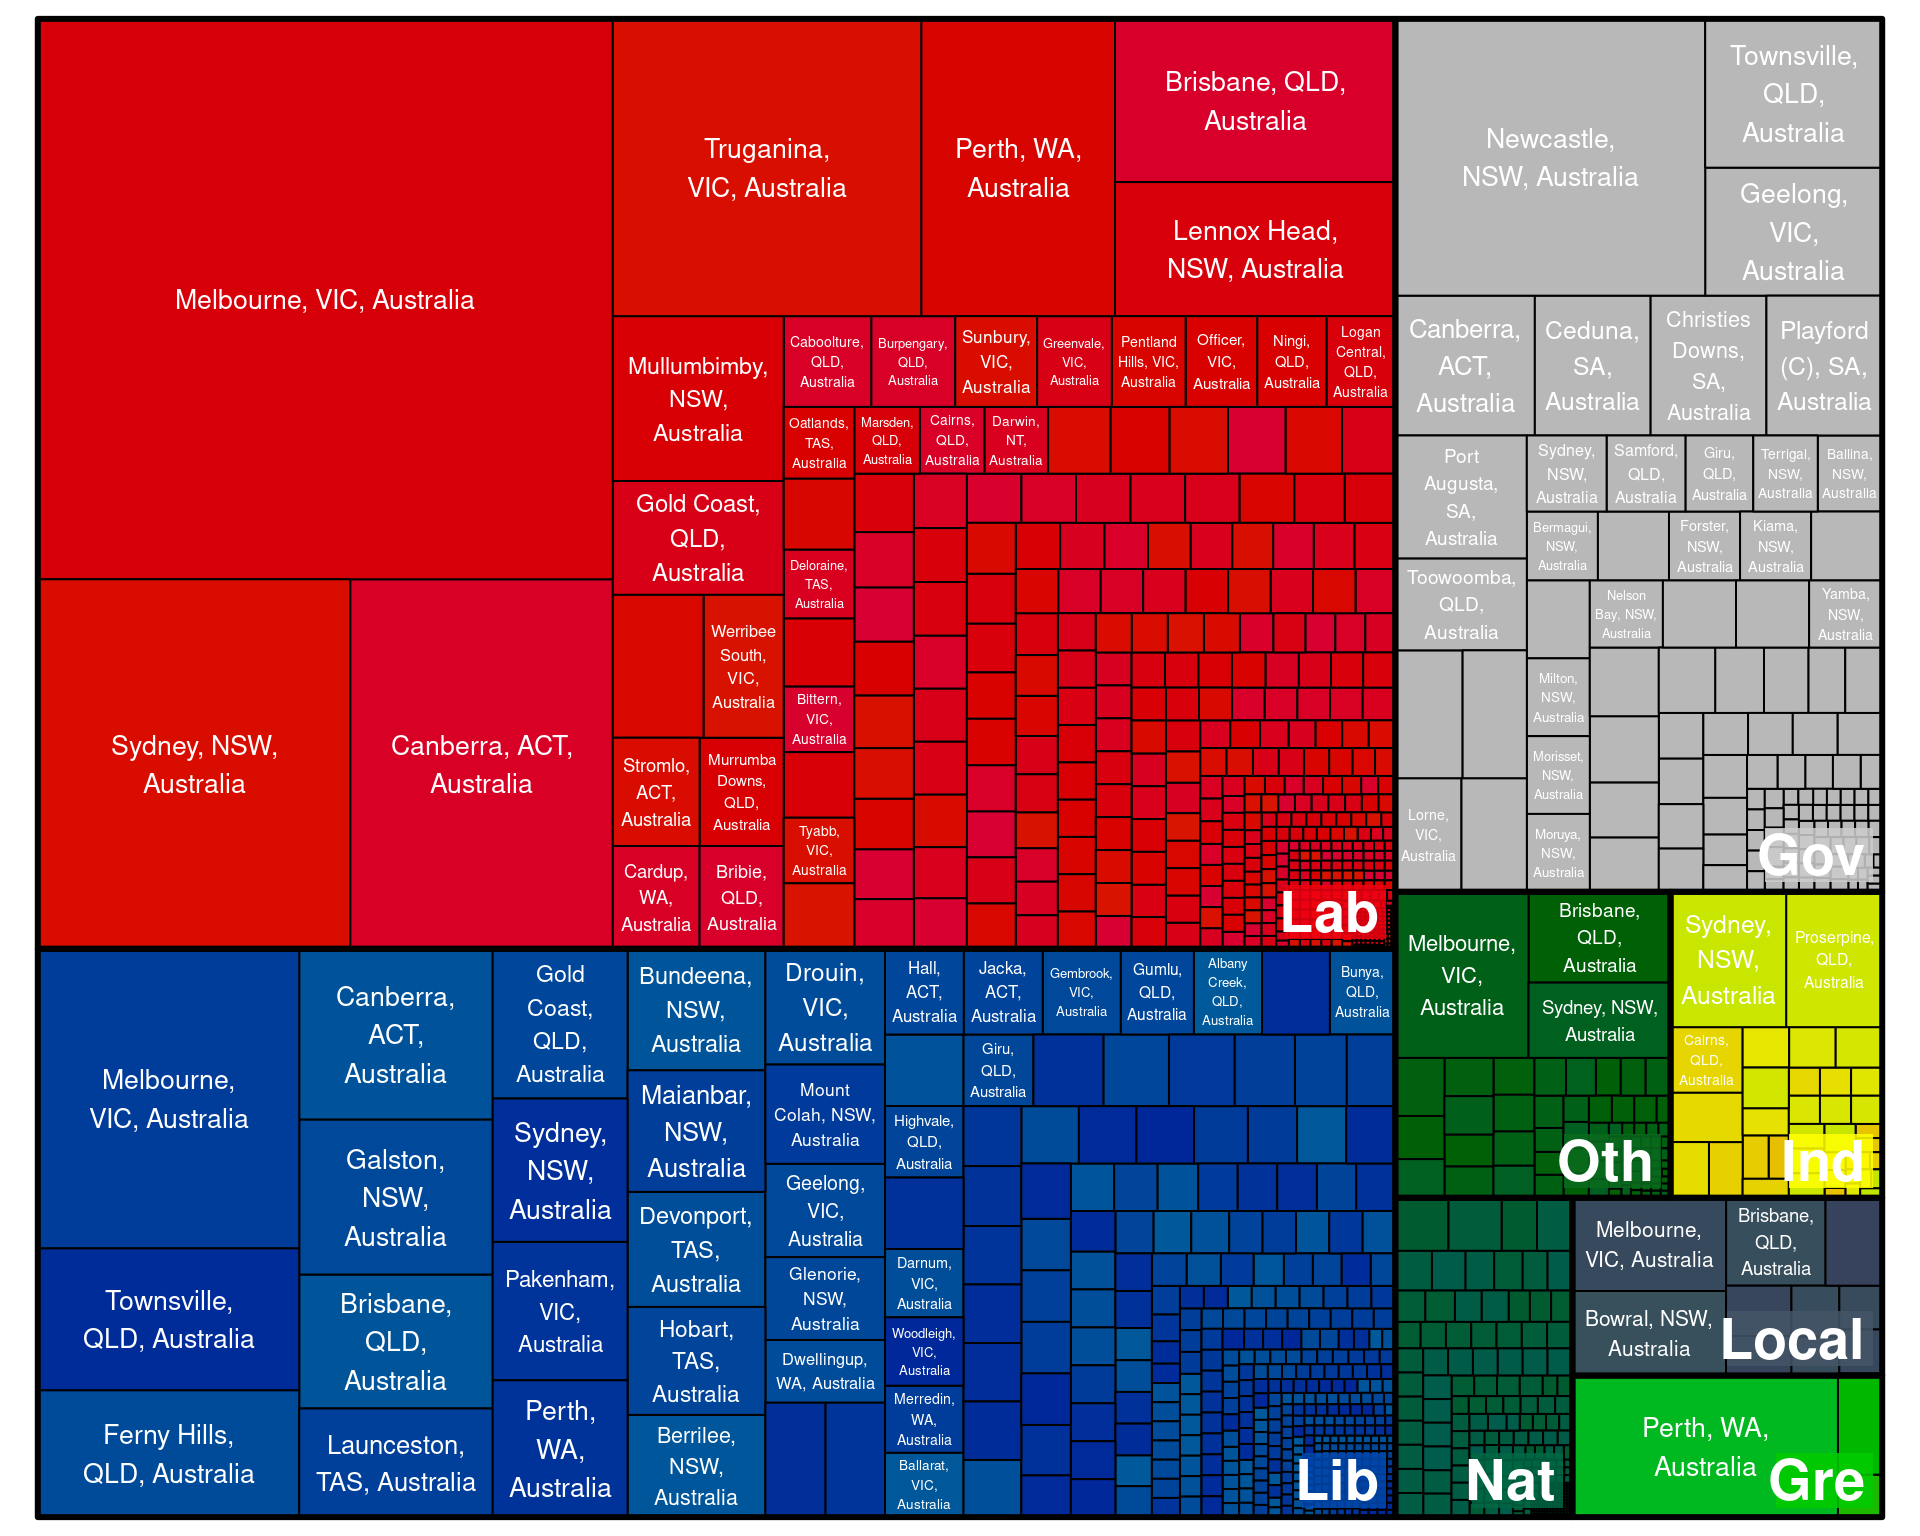 Melbourne, VIC, Australia
Sydney, NSW,
Australia
Canberra, ACT,
Australia
Truganina,
VIC, Australia
Perth, WA,
Australia
Brisbane, QLD,
Australia
Lennox Head,
NSW, Australia
Mullumbimby,
NSW,
Australia
Gold Coast,
QLD,
Australia
Werribee
South,
VIC,
Australia
Stromlo,
ACT,
Australia
Murrumba
Downs,
QLD,
Australia
Cardup,
WA,
Australia
Bribie,
QLD,
Australia
Caboolture,
QLD,
Australia
Burpengary,
QLD,
Australia
Sunbury,
VIC,
Australia
Greenvale,
VIC,
Australia
Pentland
Hills, VIC,
Australia
Officer,
VIC,
Australia
Ningi,
QLD,
Australia
Logan
Central,
QLD,
Australia
Oatlands,
TAS,
Australia
Marsden,
QLD,
Australia
Cairns,
QLD,
Australia
Darwin,
NT,
Australia
Deloraine,
TAS,
Australia
Bittern,
VIC,
Australia
Tyabb,
VIC,
Australia
Lab
Newcastle,
NSW, Australia
Townsville,
QLD,
Australia
Geelong,
VIC,
Australia
Canberra,
ACT,
Australia
Ceduna,
SA,
Australia
Christies
Downs,
SA,
Australia
Playford
(C), SA,
Australia
Port
Augusta,
SA,
Australia
Toowoomba,
QLD,
Australia
Lorne,
VIC,
Australia
Sydney,
NSW,
Australia
Samford,
QLD,
Australia
Giru,
QLD,
Australia
Terrigal,
NSW,
Australia
Ballina,
NSW,
Australia
Bermagui,
NSW,
Australia
Forster,
NSW,
Australia
Kiama,
NSW,
Australia
Nelson
Bay, NSW,
Australia
Yamba,
NSW,
Australia
Milton,
NSW,
Australia
Morisset,
NSW,
Australia
Moruya,
NSW,
Australia
Gov
Melbourne,
VIC, Australia
Townsville,
QLD, Australia
Ferny Hills,
QLD, Australia
Canberra,
ACT,
Australia
Galston,
NSW,
Australia
Brisbane,
QLD,
Australia
Launceston,
TAS, Australia
Gold
Coast,
QLD,
Australia
Sydney,
NSW,
Australia
Pakenham,
VIC,
Australia
Perth,
WA,
Australia
Bundeena,
NSW,
Australia
Maianbar,
NSW,
Australia
Devonport,
TAS,
Australia
Hobart,
TAS,
Australia
Berrilee,
NSW,
Australia
Drouin,
VIC,
Australia
Mount
Colah, NSW,
Australia
Geelong,
VIC,
Australia
Glenorie,
NSW,
Australia
Dwellingup,
WA, Australia
Hall,
ACT,
Australia
Jacka,
ACT,
Australia
Gembrook,
VIC,
Australia
Gumlu,
QLD,
Australia
Albany
Creek,
QLD,
Australia
Bunya,
QLD,
Australia
Giru,
QLD,
Australia
Highvale,
QLD,
Australia
Darnum,
VIC,
Australia
Woodleigh,
VIC,
Australia
Merredin,
WA,
Australia
Ballarat,
VIC,
Australia
Lib
Melbourne,
VIC,
Australia
Brisbane,
QLD,
Australia
Sydney, NSW,
Australia
Oth
Sydney,
NSW,
Australia
Proserpine,
QLD,
Australia
Cairns,
QLD,
Australia
Ind
Nat
Melbourne,
VIC, Australia
Bowral, NSW,
Australia
Brisbane,
QLD,
Australia
Local
Perth, WA,
Australia
Gre